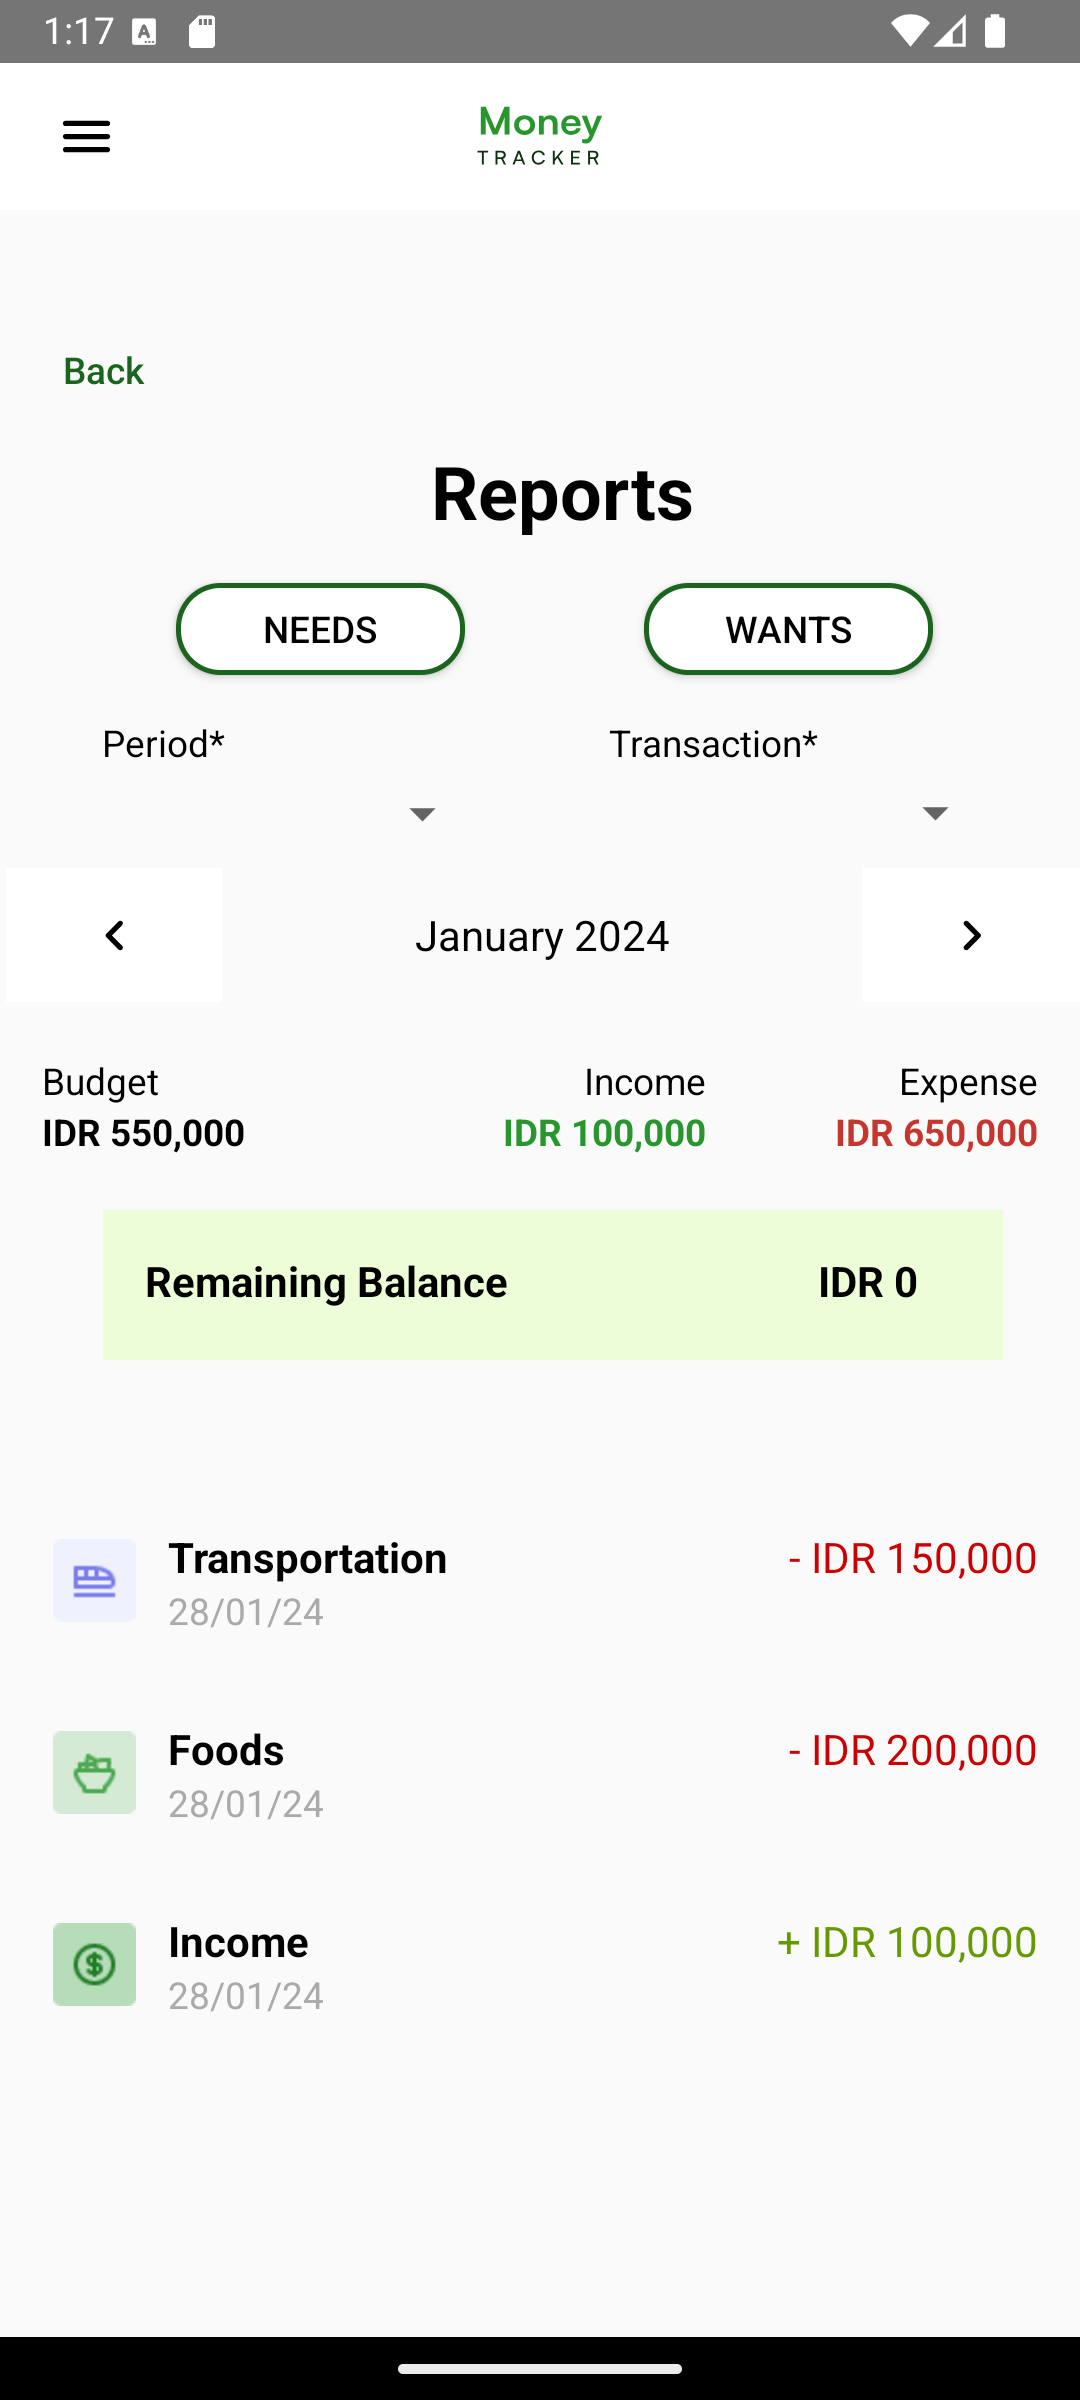 1:17
Money
TRACKER
Back
Reports
NEEDS WANTS
Period* Transaction*
January 2024
Budget Income Expense
IDR 550,000 IDR 100,000 IDR 650,000
Remaining Balance IDR 0
Transportation - IDR 150,000
28/01/24
Foods - IDR 200,000
28/01/24
Income + IDR 100,000
28/01/24